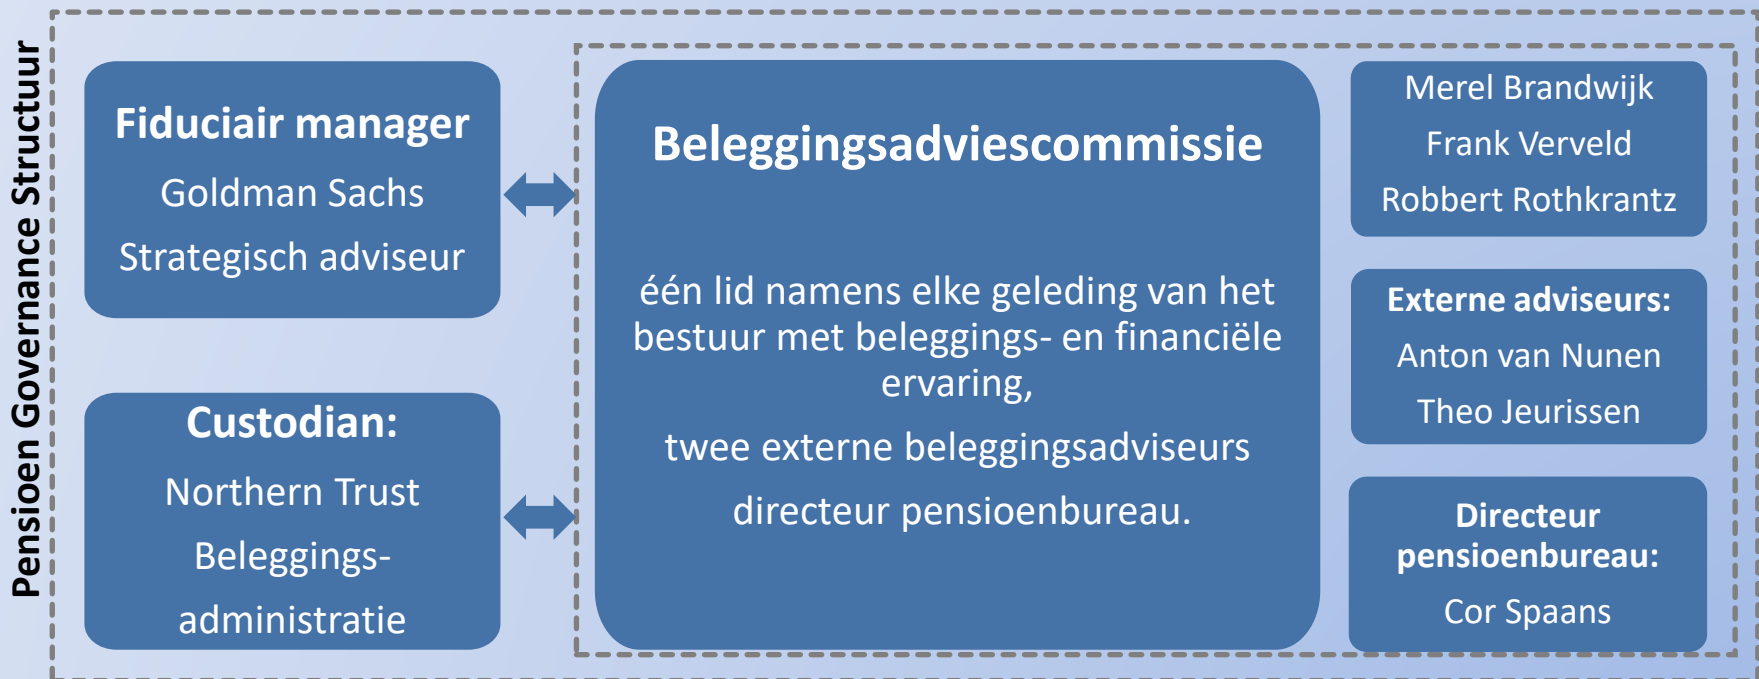 Pensioen Governance Structuur
Fiduciair manager
Goldman Sachs
Strategisch adviseur
Custodian:
Northern Trust
Beleggings-
administratie
Beleggingsadviescommissie
één lid namens elke geleding van het
bestuur met beleggings- en financiële
ervaring,
twee externe beleggingsadviseurs
directeur pensioenbureau.
Merel Brandwijk
Frank Verveld
Robbert Rothkrantz
Externe adviseurs:
Anton van Nunen
Theo Jeurissen
Directeur
pensioenbureau:
Cor Spaans